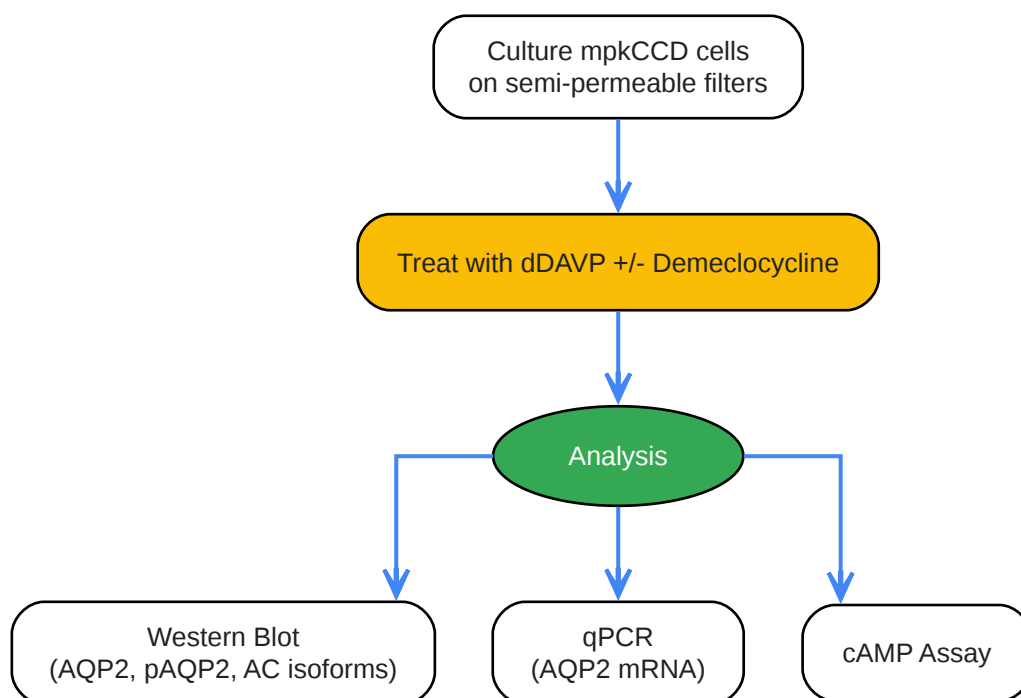 Culture mpkCCD cells
on semi-permeable filters
Treat with dDAVP +/- Demeclocycline
Analysis
Western Blot
(AQP2, pAQP2, AC isoforms)
qPCR
(AQP2 mRNA)
cAMP Assay